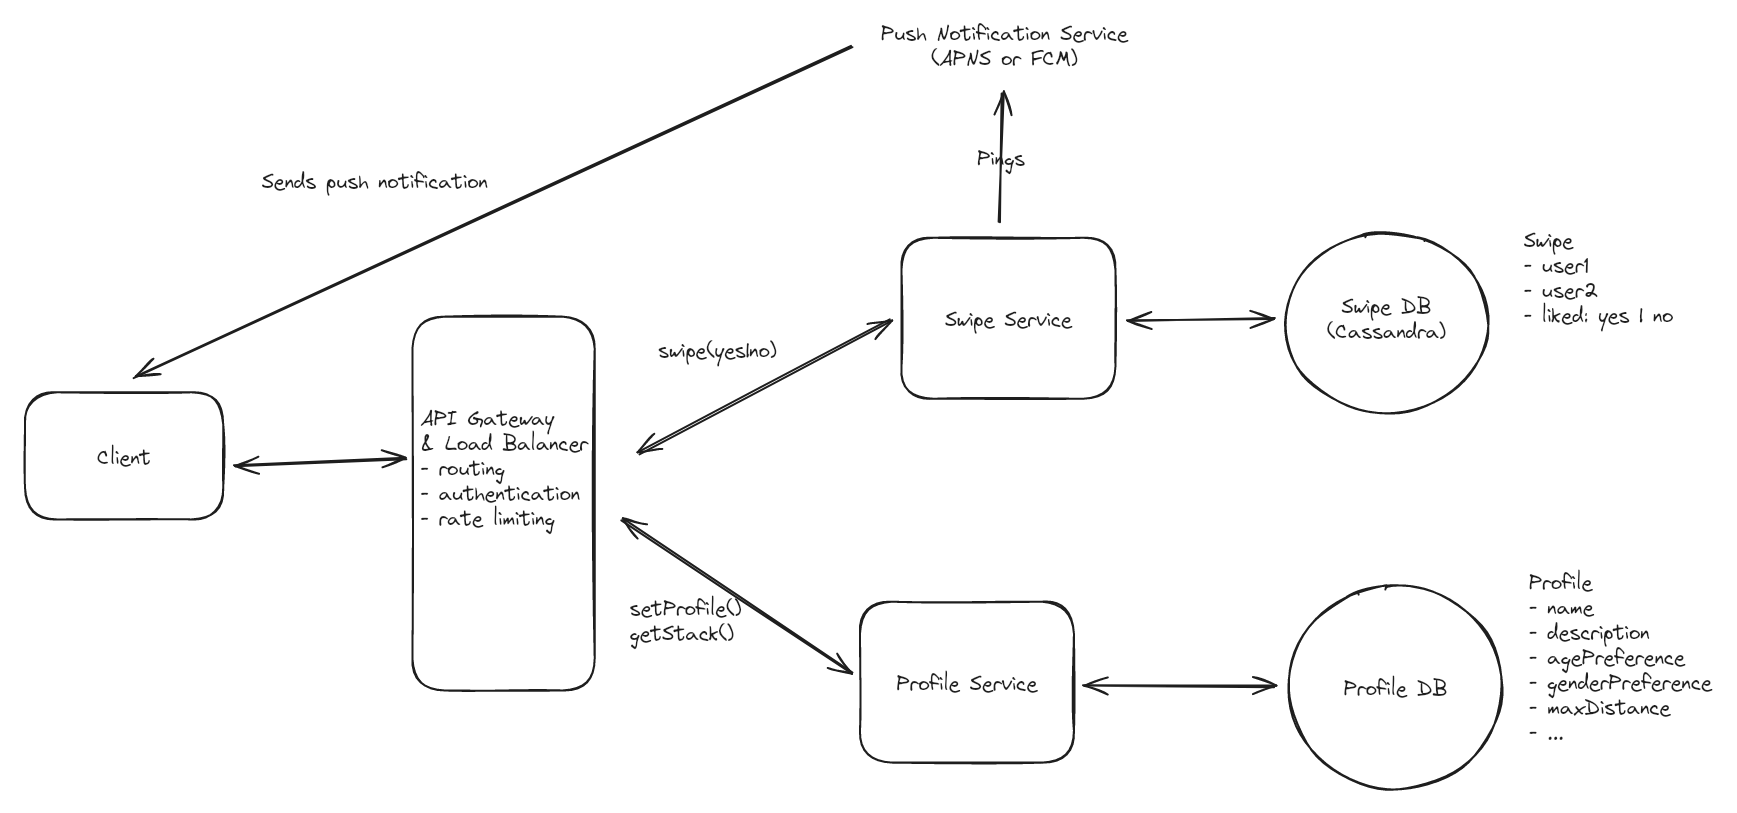 Push Notification Service
(APNS or FCM)
Pings
Sends push notification
Swipe
- user1
- user2
- liked: yes | no
Swipe Service
Swipe DB
(Cassandra)
swipe(yes|no)
API Gateway
& Load Balancer
- routing
- authentication
- rate limiting
Client
setProfile()
getStack()
Profile Service
Profile DB
Profile
- name
- description
- agePreference
- genderPreference
- maxDistance
- ...